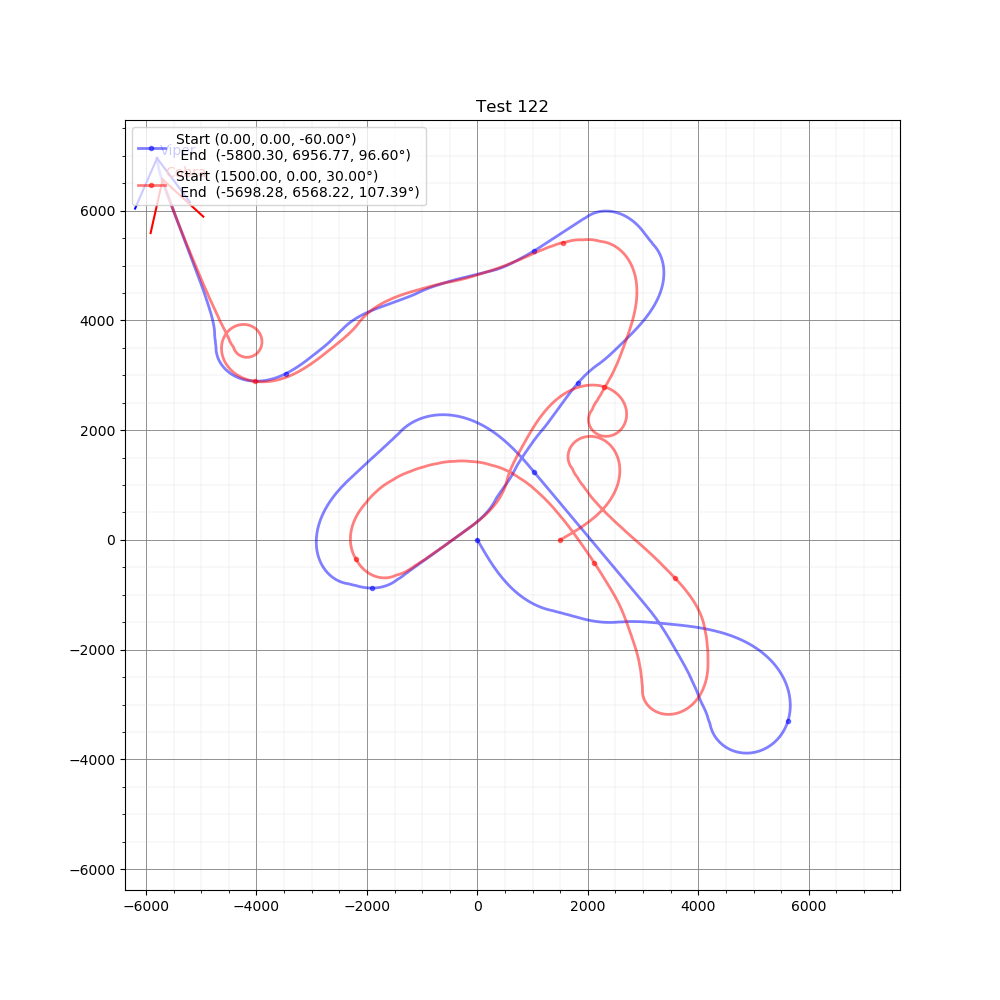 Test 122
Start (0.00, 0.00, -60.00°)
End  (-5800.30, 6956.77, 96.60°)
Start (1500.00, 0.00, 30.00°)
End  (-5698.28, 6568.22, 107.39°)
6000
4000
2000
0
−2000
−4000
−6000
−6000 −4000 −2000 0 2000 4000 6000